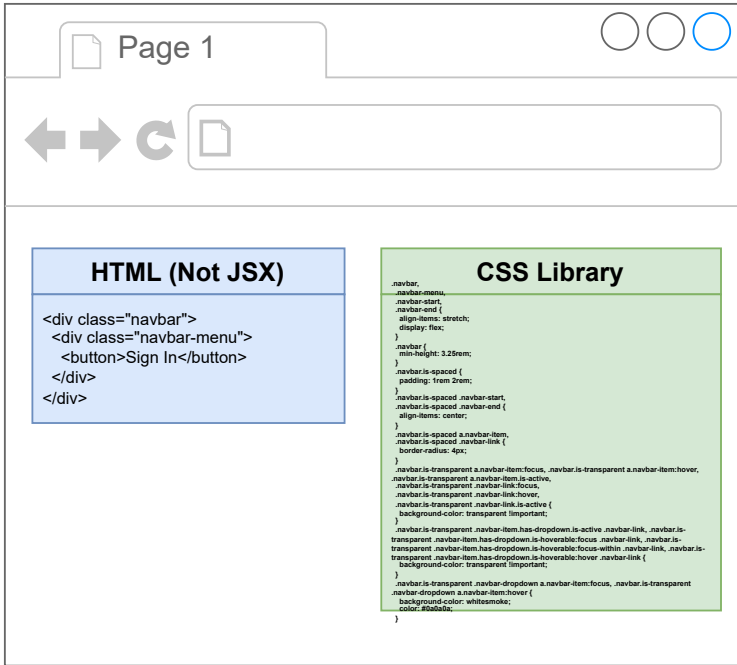 Page 1
HTML (Not JSX)
<div class="navbar">
<div class="navbar-menu">
<button>Sign In</button>
</div>
</div>
CSS Library
.navbar,
.navbar-menu,
.navbar-start,
.navbar-end {
align-items: stretch;
display: flex;
}
.navbar {
min-height: 3.25rem;
}
.navbar.is-spaced {
padding: 1rem 2rem;
}
.navbar.is-spaced .navbar-start,
.navbar.is-spaced .navbar-end {
align-items: center;
}
.navbar.is-spaced a.navbar-item,
.navbar.is-spaced .navbar-link {
border-radius: 4px;
}
.navbar.is-transparent a.navbar-item:focus, .navbar.is-transparent a.navbar-item:hover,
.navbar.is-transparent a.navbar-item.is-active,
.navbar.is-transparent .navbar-link:focus,
.navbar.is-transparent .navbar-link:hover,
.navbar.is-transparent .navbar-link.is-active {
background-color: transparent !important;
}
.navbar.is-transparent .navbar-item.has-dropdown.is-active .navbar-link, .navbar.is-
transparent .navbar-item.has-dropdown.is-hoverable:focus .navbar-link, .navbar.is-
transparent .navbar-item.has-dropdown.is-hoverable:focus-within .navbar-link, .navbar.is-
transparent .navbar-item.has-dropdown.is-hoverable:hover .navbar-link {
background-color: transparent !important;
}
.navbar.is-transparent .navbar-dropdown a.navbar-item:focus, .navbar.is-transparent
.navbar-dropdown a.navbar-item:hover {
background-color: whitesmoke;
color: #0a0a0a;
}